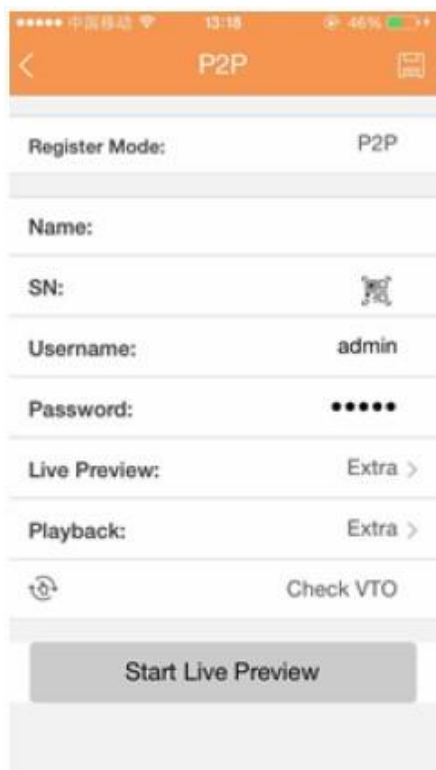 中国移动 13:18 46%
P2P
Register Mode: P2P
Name:
SN:
Username: admin
Password: •••••
Live Preview: Extra >
Playback: Extra >
Check VTO
Start Live Preview